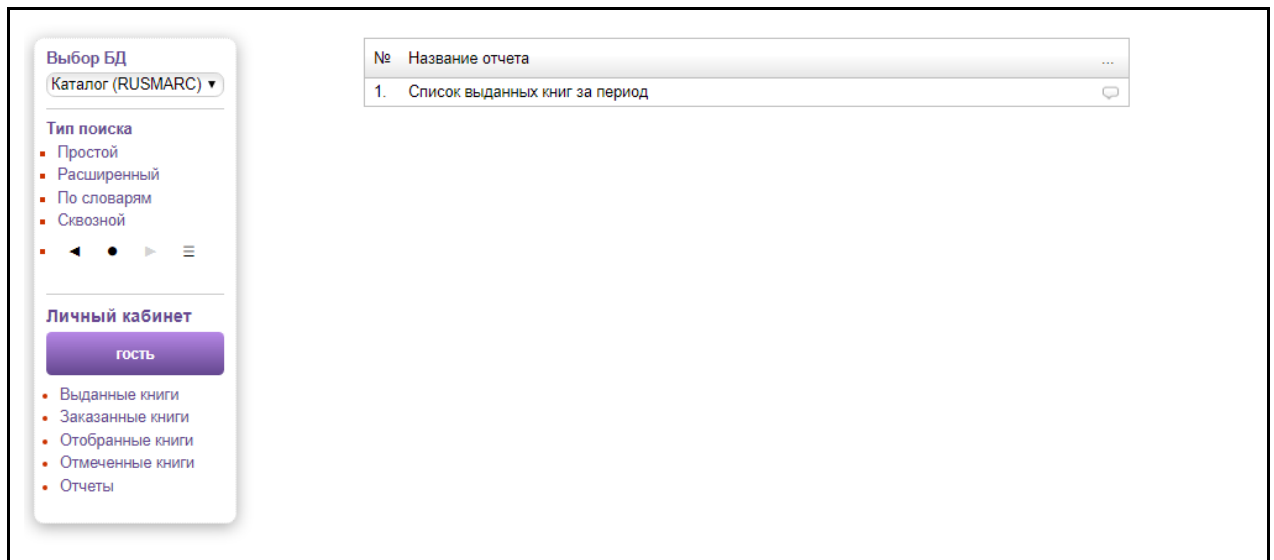 Выбор БД
Каталог (RUSMARC)
Тип поиска
Простой
Расширенный
По словарям
Сквозной
Личный кабинет
гость
Выданные книги
Заказанные книги
Отобранные книги
Отмеченные книги
Отчеты
№ Название отчета ...
1. Список выданных книг за период